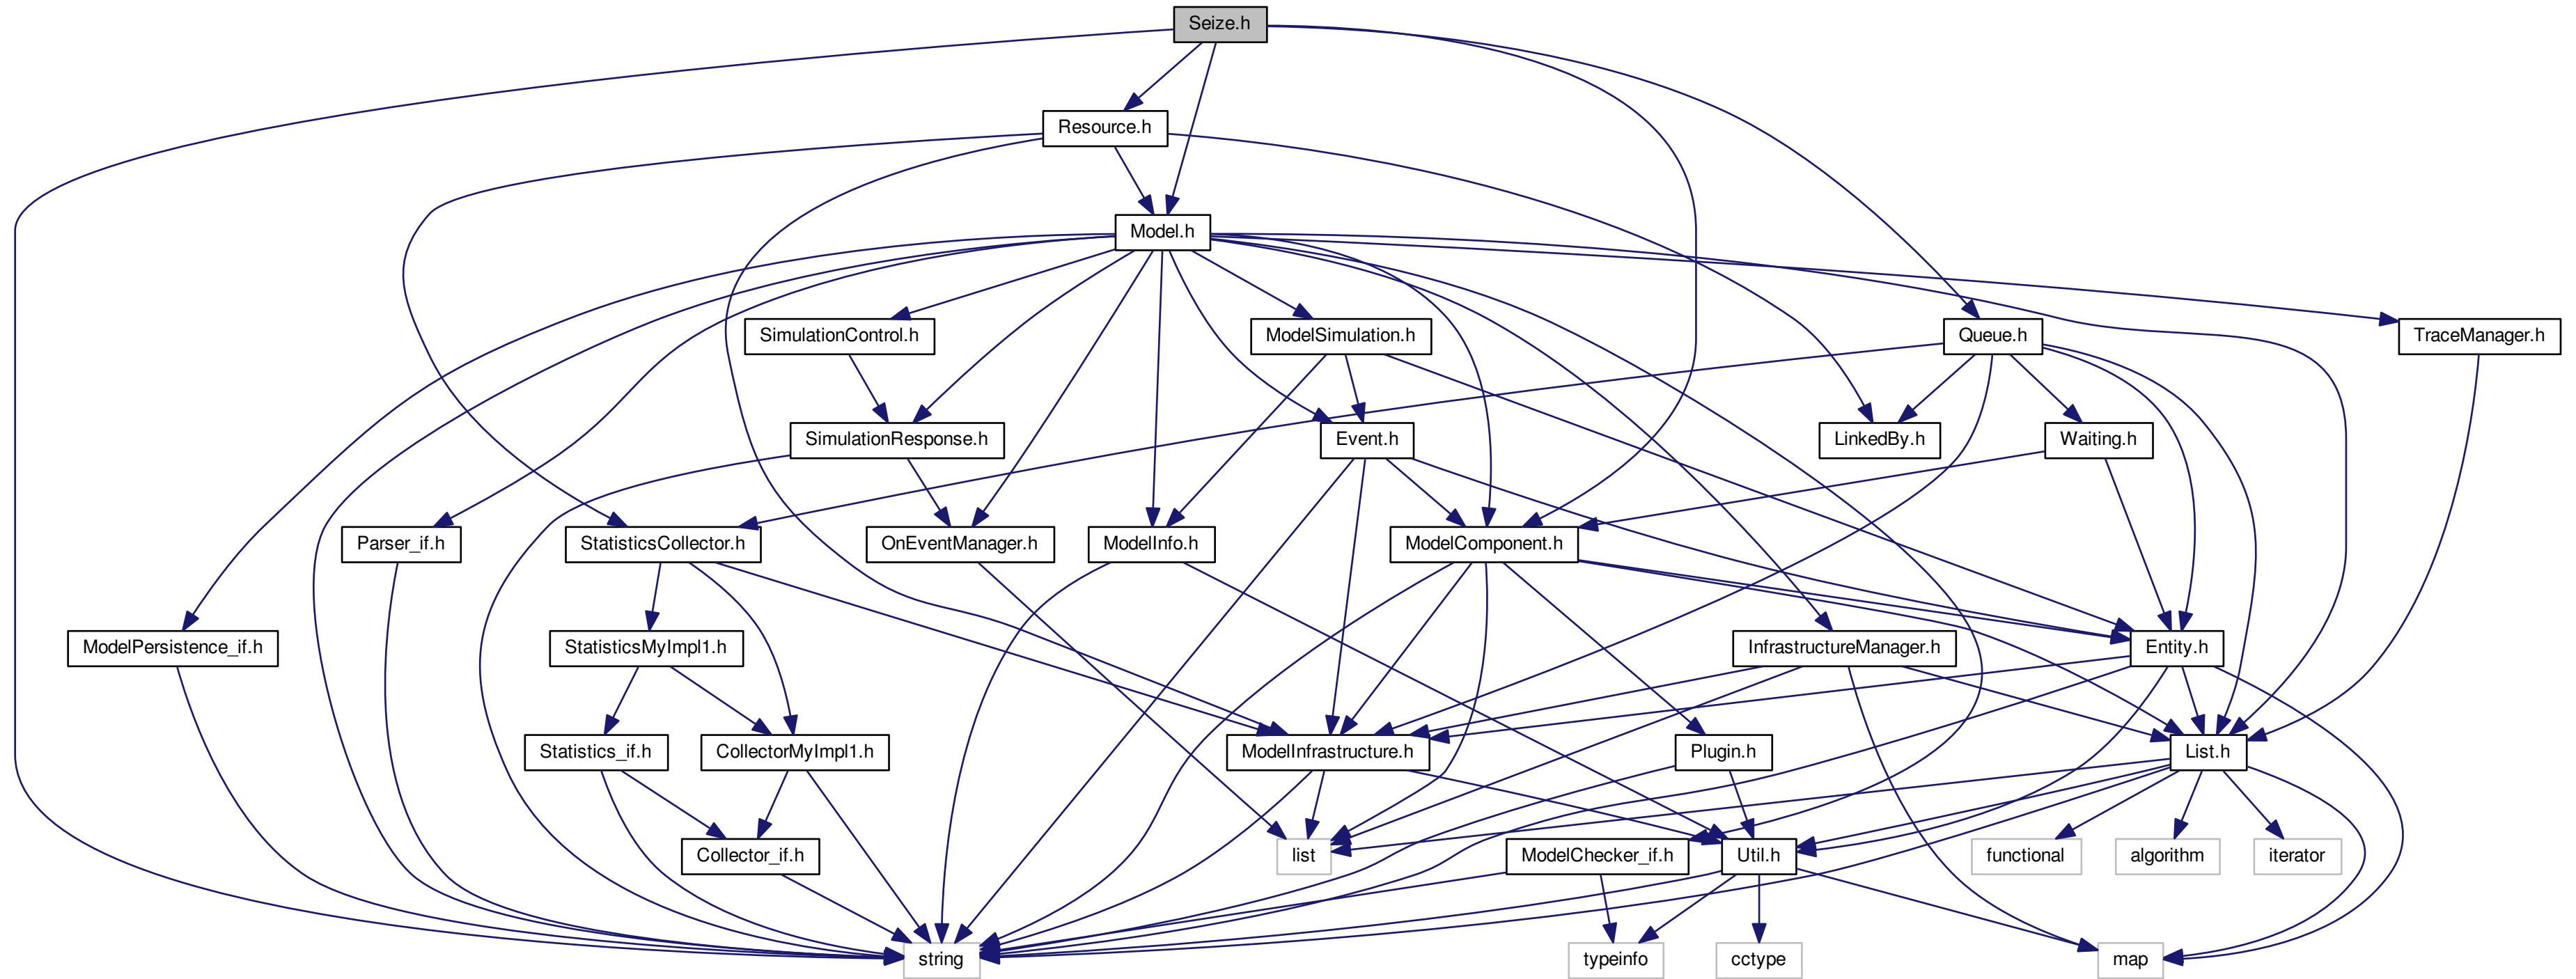 Seize.h
Resource.h
Model.h
SimulationControl.h
ModelSimulation.h
Queue.h
TraceManager.h
SimulationResponse.h
Event.h
LinkedBy.h
Waiting.h
Parser_if.h
StatisticsCollector.h
OnEventManager.h
ModelInfo.h
ModelComponent.h
ModelPersistence_if.h
StatisticsMyImpl1.h
InfrastructureManager.h
Entity.h
Statistics_if.h
CollectorMyImpl1.h
ModelInfrastructure.h
Plugin.h
List.h
Collector_if.h
list
ModelChecker_if.h
Util.h
functional
algorithm
iterator
string
typeinfo
cctype
map